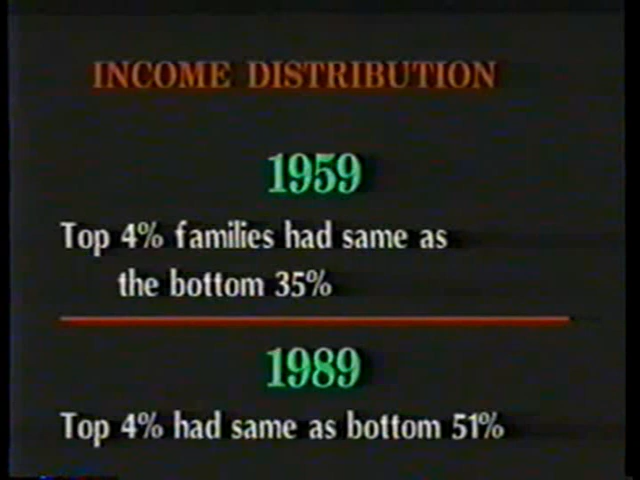 INCOME DISTRIBUTION
1959
Top 4% families had same as
the bottom 35%
1989
Top 4% had same as bottom 51%